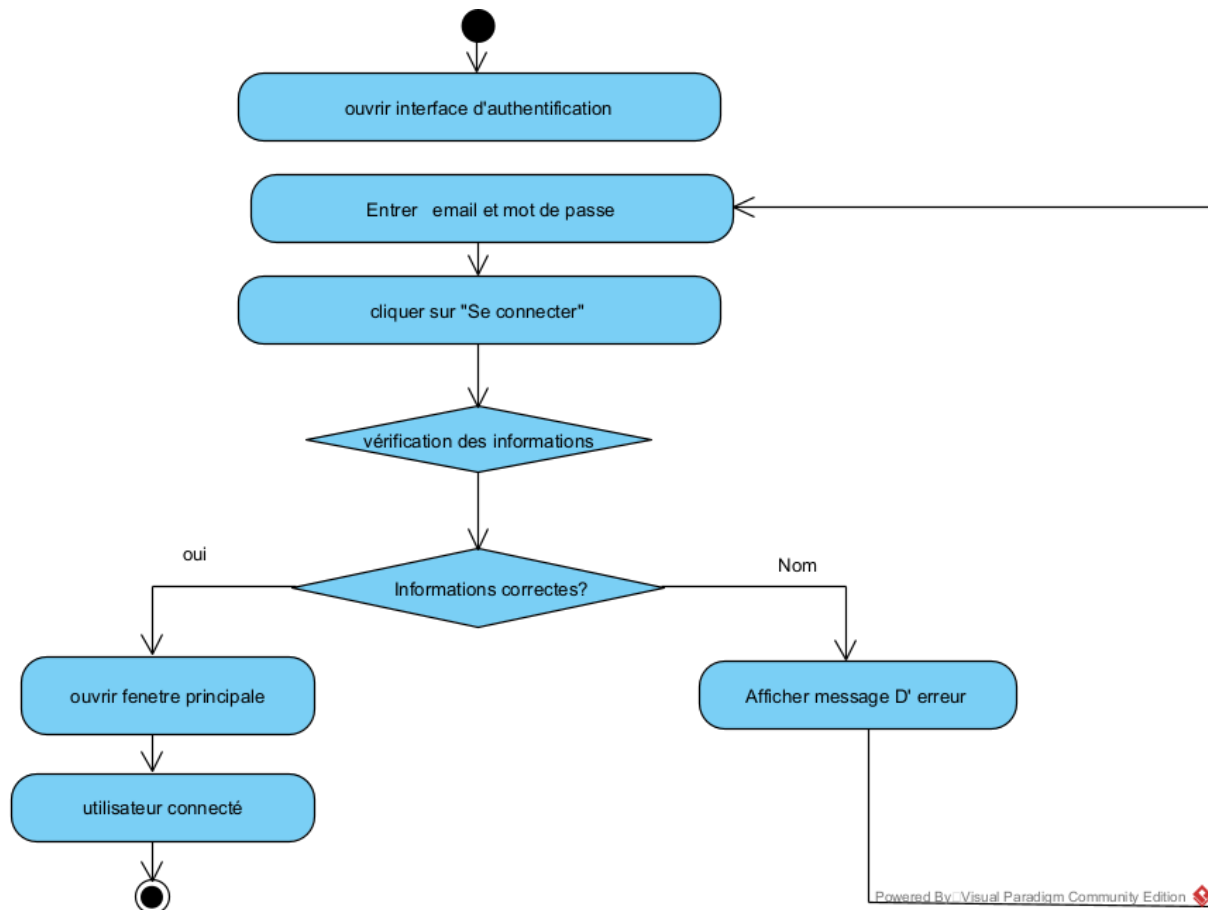 ouvrir interface d'authentification
Entrer email et mot de passe
cliquer sur "Se connecter"
vérification des informations
oui
Nom
Informations correctes?
ouvrir fenetre principale
Afficher message D' erreur
utilisateur connecté
Powered By Visual Paradigm Community Edition